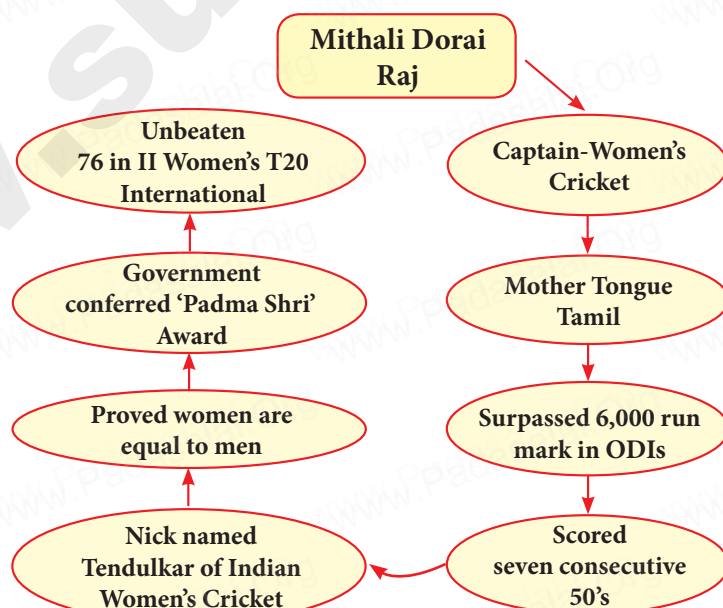 Mithali Dorai
Raj
Captain-Women's
Cricket
Mother Tongue
Tamil
Surpassed 6,000 run
mark in ODIs
Scored
seven consecutive
50's
Nick named
Tendulkar of Indian
Women's Cricket
Proved women are
equal to men
Government
conferred 'Padma Shri'
Award
Unbeaten
76 in II Women's T20
International